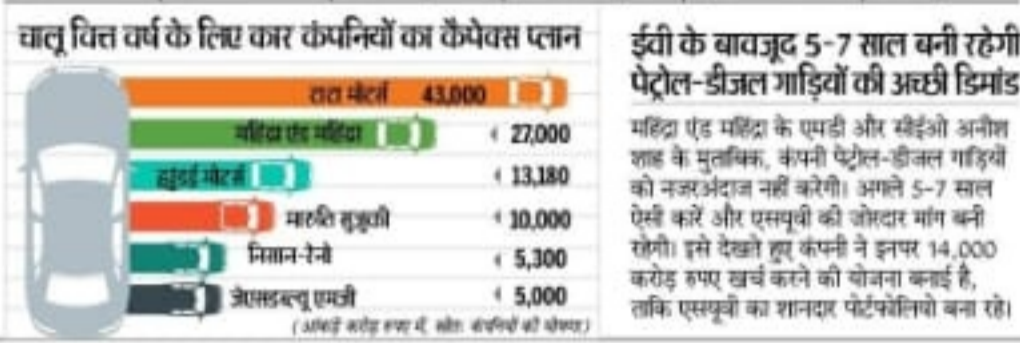 चालू वित्त वर्ष के लिए कार कंपनियों का कैपेक्स प्लान
टाटा मोटर्स 43,000
महिंद्रा एंड महिंद्रा 27,000
ह्युंडई मोटर्स 13,180
मारुति सुजुकी 10,000
निसान-रेनो 5,300
जेएसडब्ल्यू एमजी 5,000
(आंकड़े करोड़ रुपए में, स्रोत: कंपनियों की घोषणा)
ईवी के बावजूद 5-7 साल बनी रहेगी
पेट्रोल-डीजल गाड़ियों की अच्छी डिमांड
महिंद्रा एंड महिंद्रा के एमडी और सीईओ अनीश
शाह के मुताबिक, कंपनी पेट्रोल-डीजल गाड़ियों
को नजरअंदाज नहीं करेगी। अगले 5-7 साल
ऐसी कारें और एसयूवी की जोरदार मांग बनी
रहेगी। इसे देखते हुए कंपनी ने इनपर 14,000
करोड़ रुपए खर्च करने की योजना बनाई है,
ताकि एसयूवी का शानदार पोर्टफोलियो बना रहे।